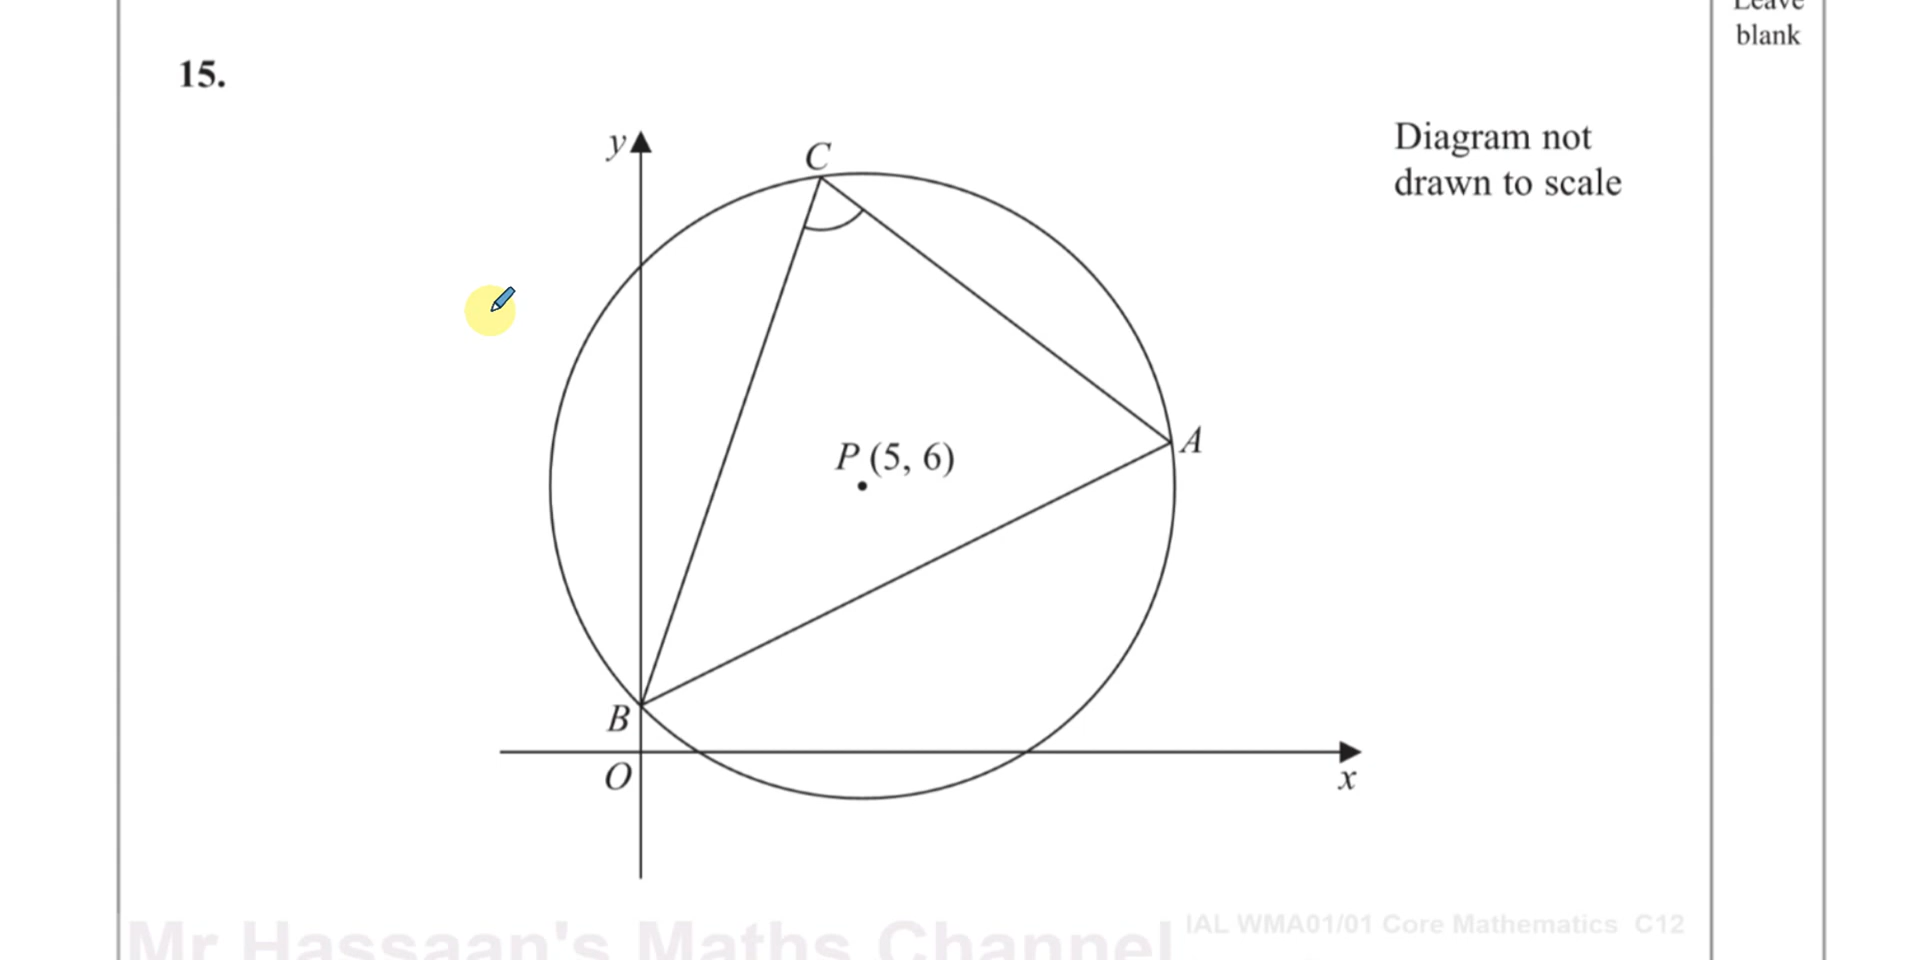 Leave
blank
15.
Diagram not
drawn to scale
y
C
A
P (5, 6)
B
O
x
Mr Hassaan's Maths Channel
IAL WMA01/01 Core Mathematics C12